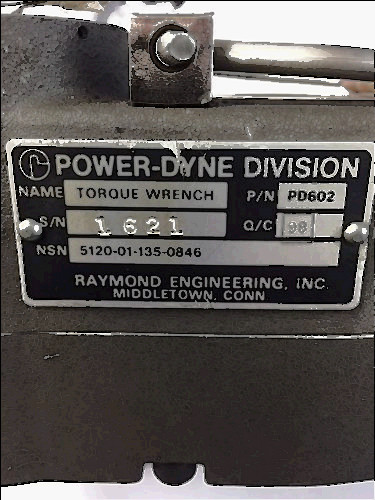 POWER-DYNE DIVISION
NAME TORQUE WRENCH P/N PD602
S/N 1621 Q/C 98
NSN 5120-01-135-0846
RAYMOND ENGINEERING, INC.
MIDDLETOWN, CONN